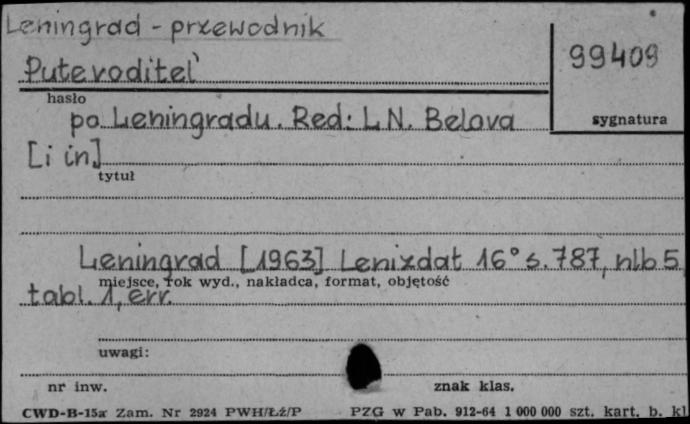 Leningrad - przewodnik
99409
Putevoditel'
hasło
sygnatura
po Leningradu. Red: L.N. Belova
[i in]
tytuł
Leningrad [1963] Lenizdat 16° s. 787, nlb 5
miejsce, rok wyd., nakładca, format, objętość
tabl. 1, err.
uwagi:
nr inw. znak klas.
CWD-B-15a Zam. Nr 2924 PWH/Łź/P PZG w Pab. 912-64 1 000 000 szt. kart. b. kl